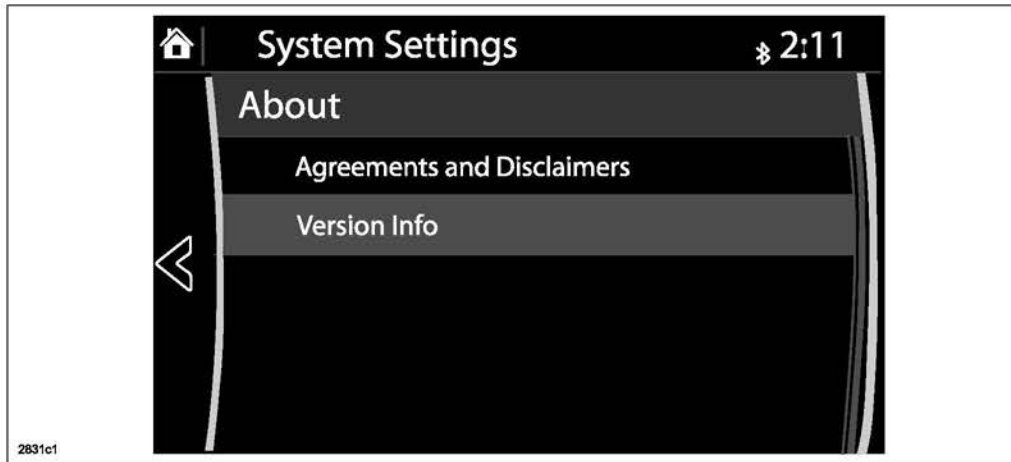 System Settings
2:11
About
Agreements and Disclaimers
Version Info
2831c1